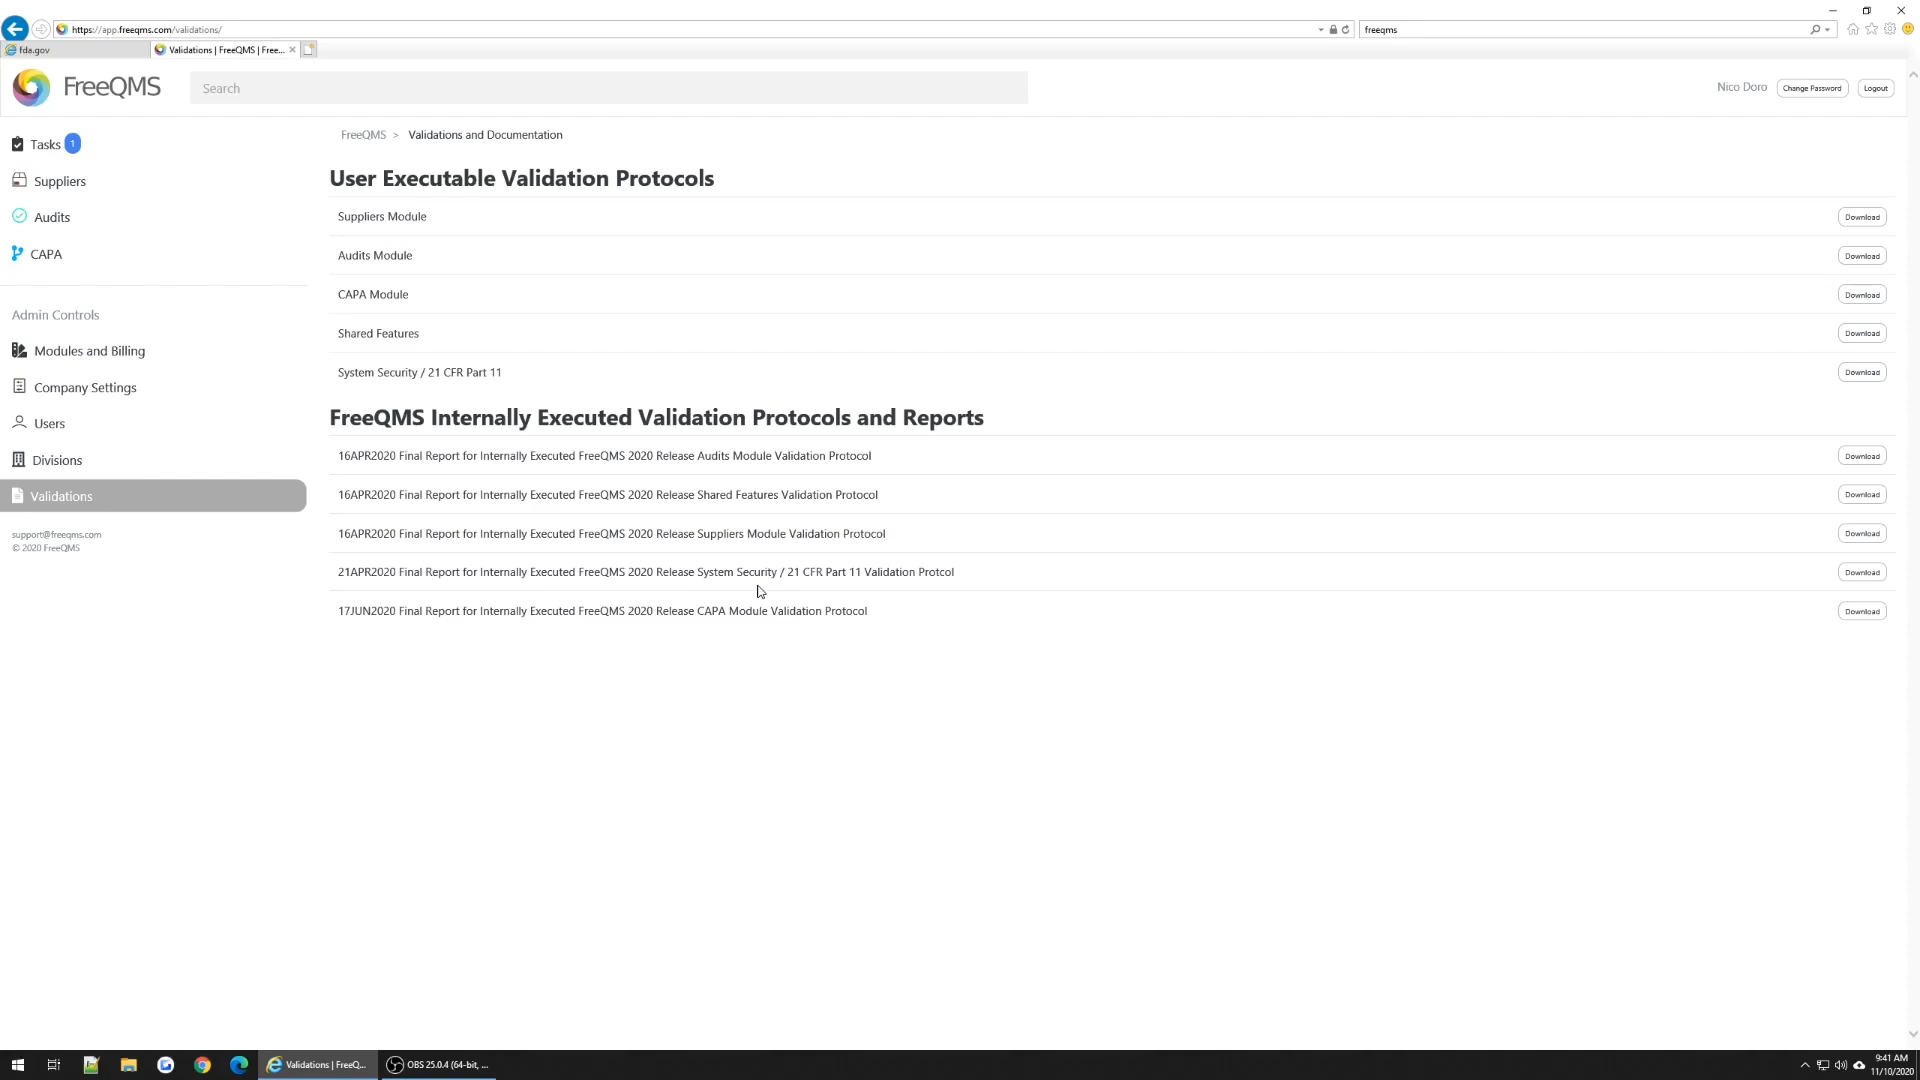 https://app.freeqms.com/validations/
freeqms
fda.gov
Validations | FreeQMS | Free...
FreeQMS
Search
Nico Doro
Change Password
Logout
Tasks 1
Suppliers
Audits
CAPA
Admin Controls
Modules and Billing
Company Settings
Users
Divisions
Validations
support@freeqms.com
© 2020 FreeQMS
FreeQMS > Validations and Documentation
User Executable Validation Protocols
Suppliers Module Download
Audits Module Download
CAPA Module Download
Shared Features Download
System Security / 21 CFR Part 11 Download
FreeQMS Internally Executed Validation Protocols and Reports
16APR2020 Final Report for Internally Executed FreeQMS 2020 Release Audits Module Validation Protocol Download
16APR2020 Final Report for Internally Executed FreeQMS 2020 Release Shared Features Validation Protocol Download
16APR2020 Final Report for Internally Executed FreeQMS 2020 Release Suppliers Module Validation Protocol Download
21APR2020 Final Report for Internally Executed FreeQMS 2020 Release System Security / 21 CFR Part 11 Validation Protcol Download
17JUN2020 Final Report for Internally Executed FreeQMS 2020 Release CAPA Module Validation Protocol Download
Validations | FreeQ...
OBS 25.0.4 (64-bit, ...
9:41 AM
11/10/2020